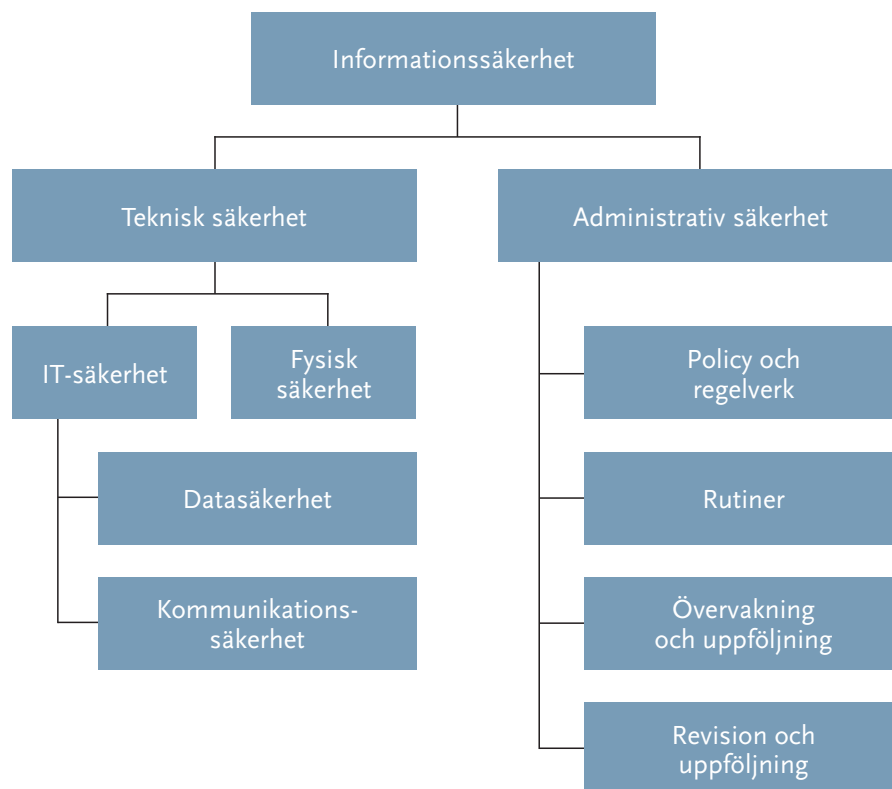 Informationssäkerhet
Teknisk säkerhet
Administrativ säkerhet
IT-säkerhet
Fysisk
säkerhet
Policy och
regelverk
Datasäkerhet
Rutiner
Kommunikations-
säkerhet
Övervakning
och uppföljning
Revision och
uppföljning